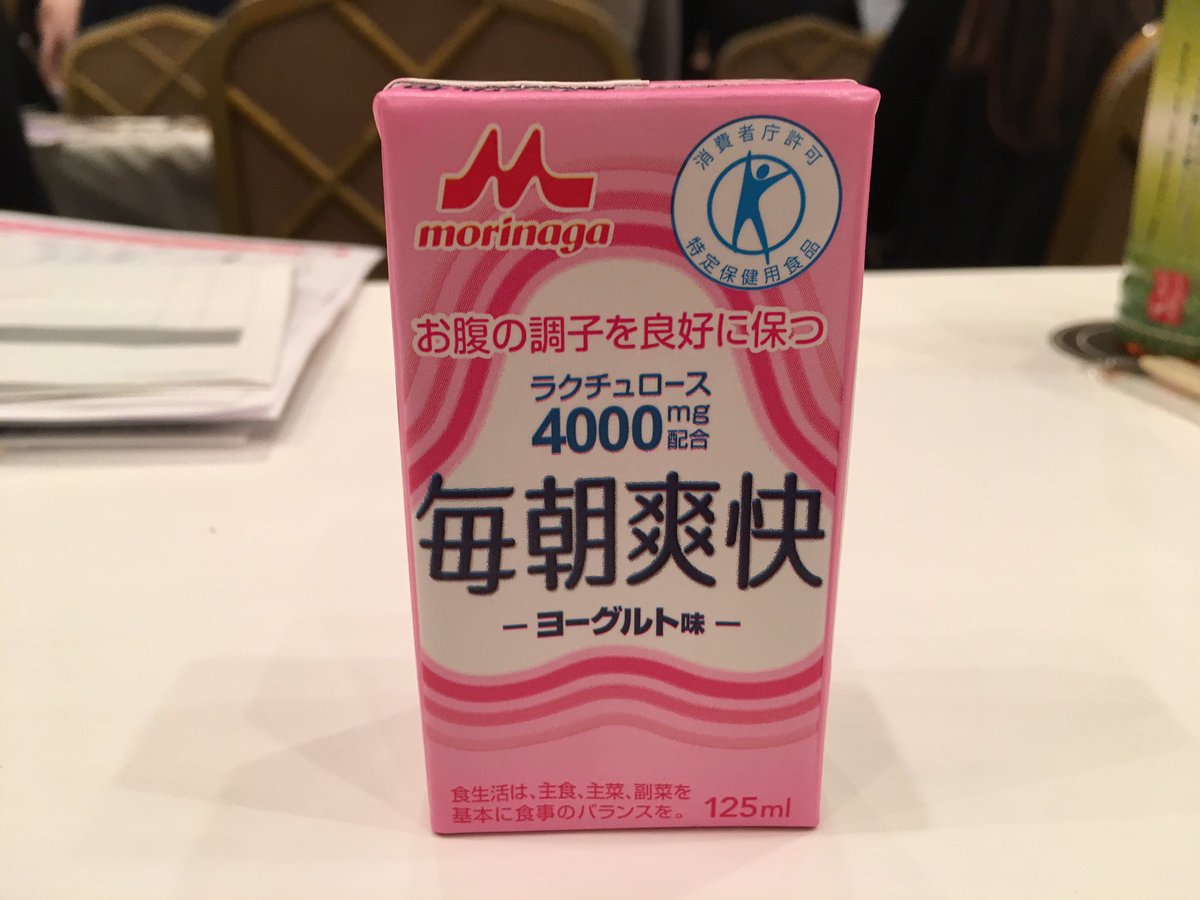 morinaga
消費者庁許可
特定保健用食品
お腹の調子を良好に保つ
ラクチュロース
4000mg配合
毎朝爽快
－ヨーグルト味－
食生活は、主食、主菜、副菜を
基本に食事のバランスを。
125ml